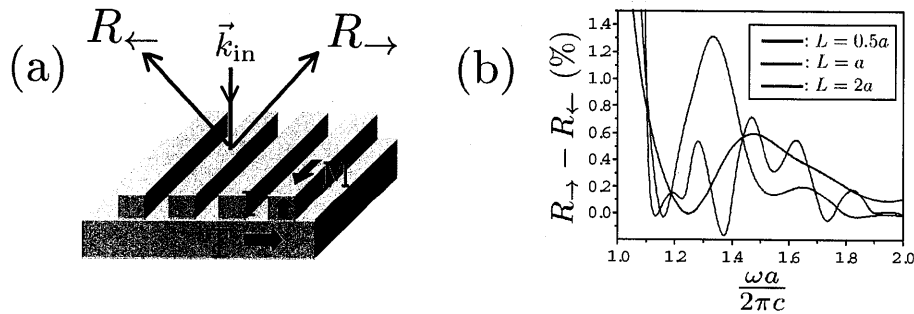 (a)
R←
k⃗in
R→
M
(b)
R→ − R← (%)
1.4
1.2
1.0
0.8
0.6
0.4
0.2
0.0
: L = 0.5a
: L = a
: L = 2a
1.0 1.2 1.4 1.6 1.8 2.0
ωa
2πc